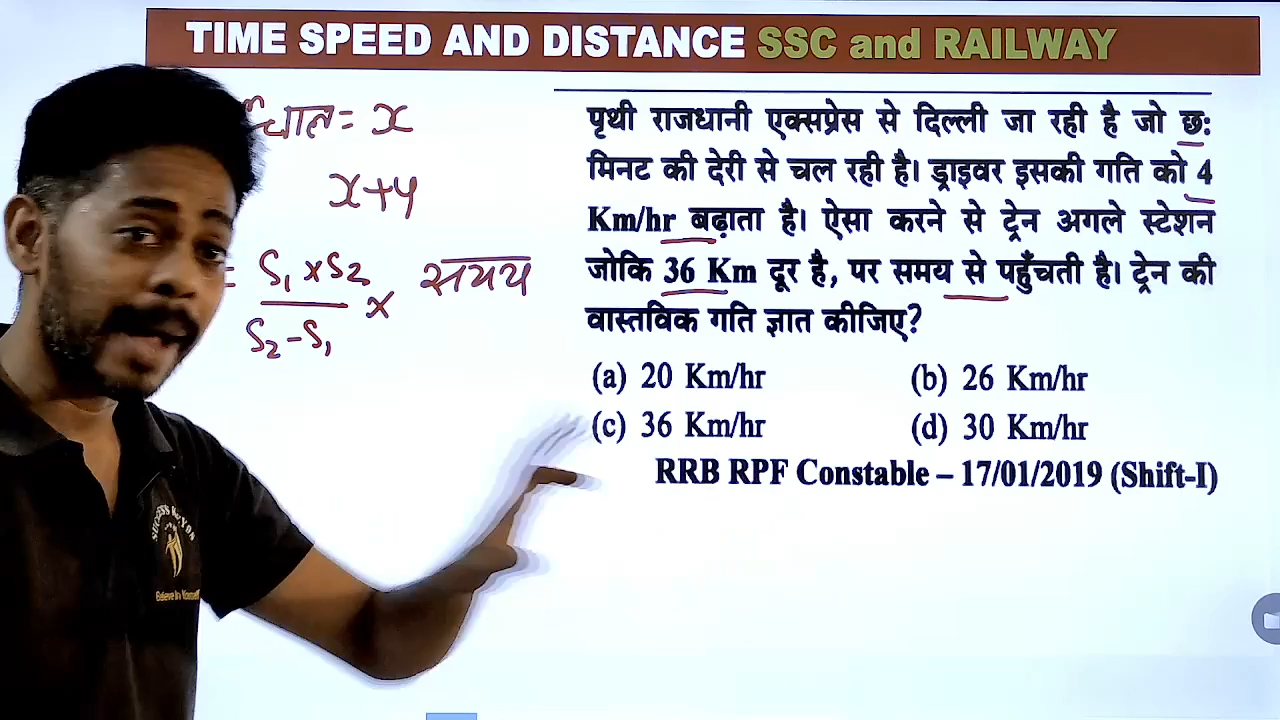 TIME SPEED AND DISTANCE SSC and RAILWAY
चाल = x
x+4
= S₁ × S₂ / S₂ - S₁ × समय
पृथी राजधानी एक्सप्रेस से दिल्ली जा रही है जो छ:
मिनट की देरी से चल रही है। ड्राइवर इसकी गति को 4
Km/hr बढ़ाता है। ऐसा करने से ट्रेन अगले स्टेशन
जोकि 36 Km दूर है, पर समय से पहुँचती है। ट्रेन की
वास्तविक गति ज्ञात कीजिए?
(a) 20 Km/hr (b) 26 Km/hr
(c) 36 Km/hr (d) 30 Km/hr
RRB RPF Constable – 17/01/2019 (Shift-I)
Believe In Yourself